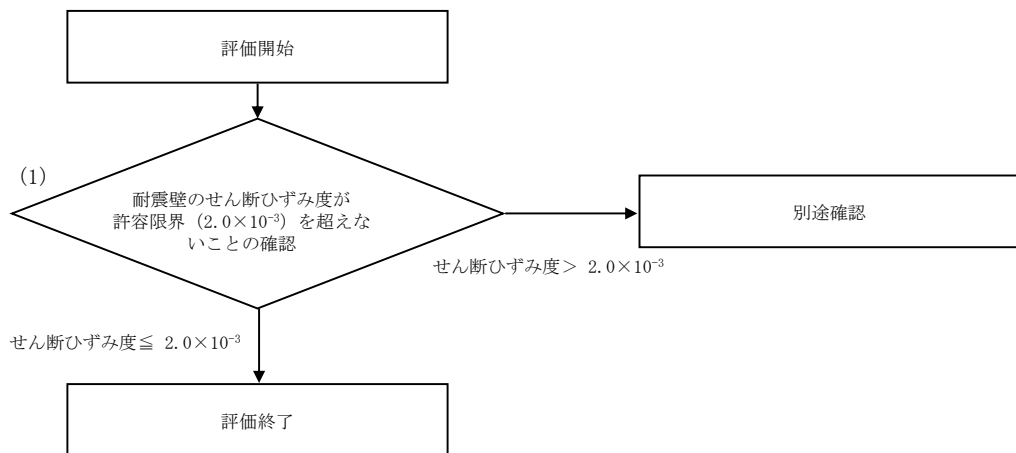 評価開始
(1)
耐震壁のせん断ひずみ度が
許容限界（2.0×10⁻³）を超えな
いことの確認
別途確認
せん断ひずみ度＞ 2.0×10⁻³
せん断ひずみ度≦ 2.0×10⁻³
評価終了